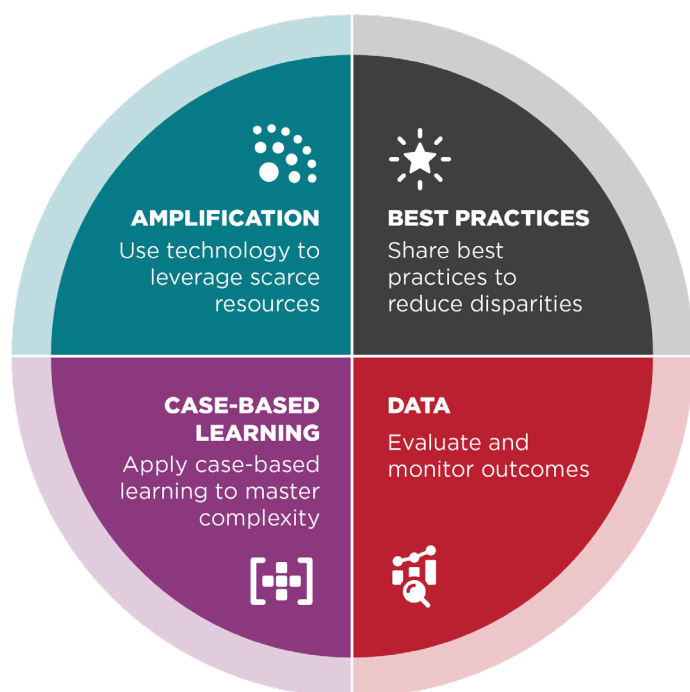 AMPLIFICATION
Use technology to
leverage scarce
resources
BEST PRACTICES
Share best
practices to
reduce disparities
CASE-BASED
LEARNING
Apply case-based
learning to master
complexity
DATA
Evaluate and
monitor outcomes